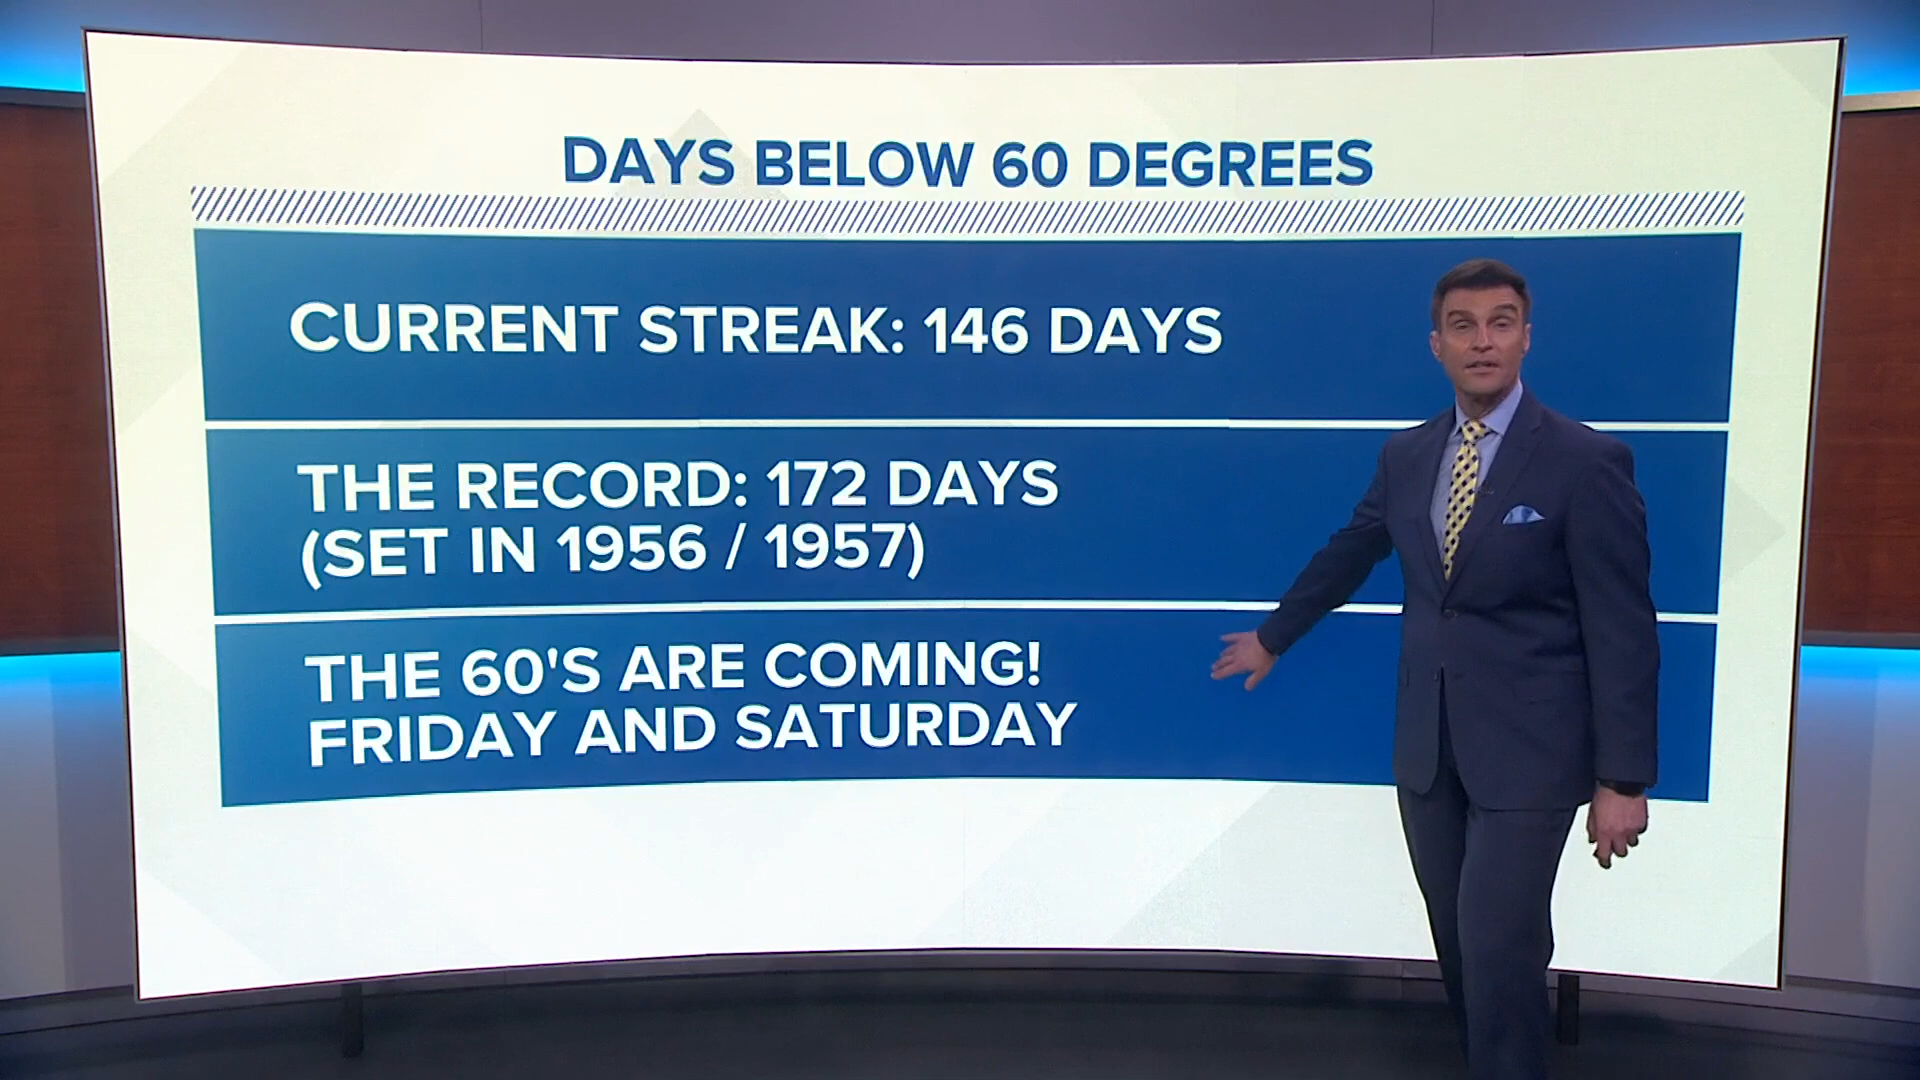 DAYS BELOW 60 DEGREES
CURRENT STREAK: 146 DAYS
THE RECORD: 172 DAYS
(SET IN 1956 / 1957)
THE 60'S ARE COMING!
FRIDAY AND SATURDAY